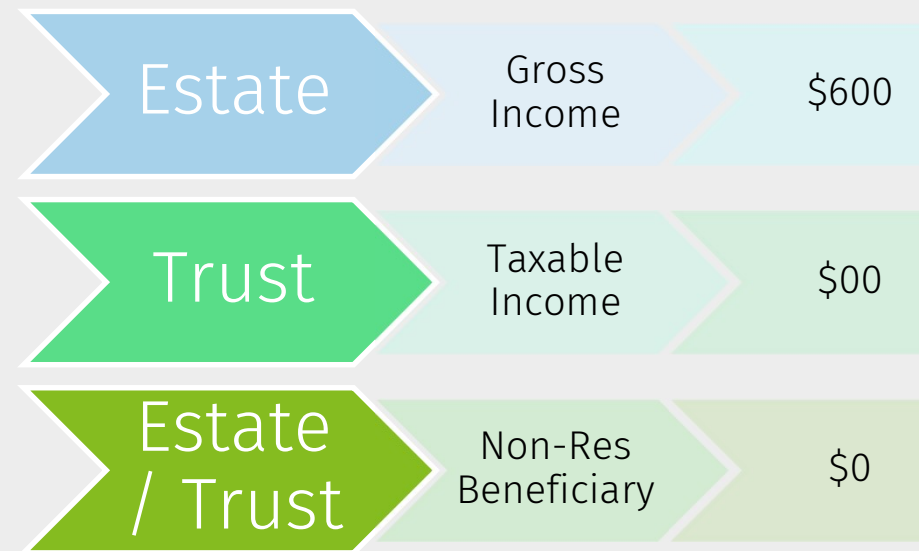 Estate
Gross
Income
$600
Trust
Taxable
Income
$00
Estate
/ Trust
Non-Res
Beneficiary
$0